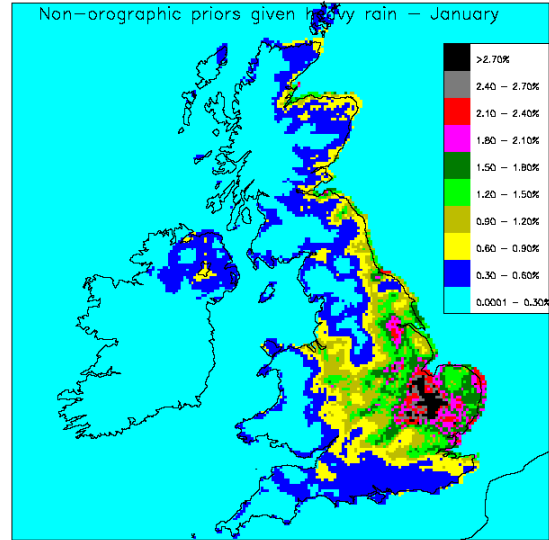 Non-orographic priors given heavy rain - January
>2.70%
2.40 - 2.70%
2.10 - 2.40%
1.80 - 2.10%
1.50 - 1.80%
1.20 - 1.50%
0.90 - 1.20%
0.60 - 0.90%
0.30 - 0.60%
0.0001 - 0.30%